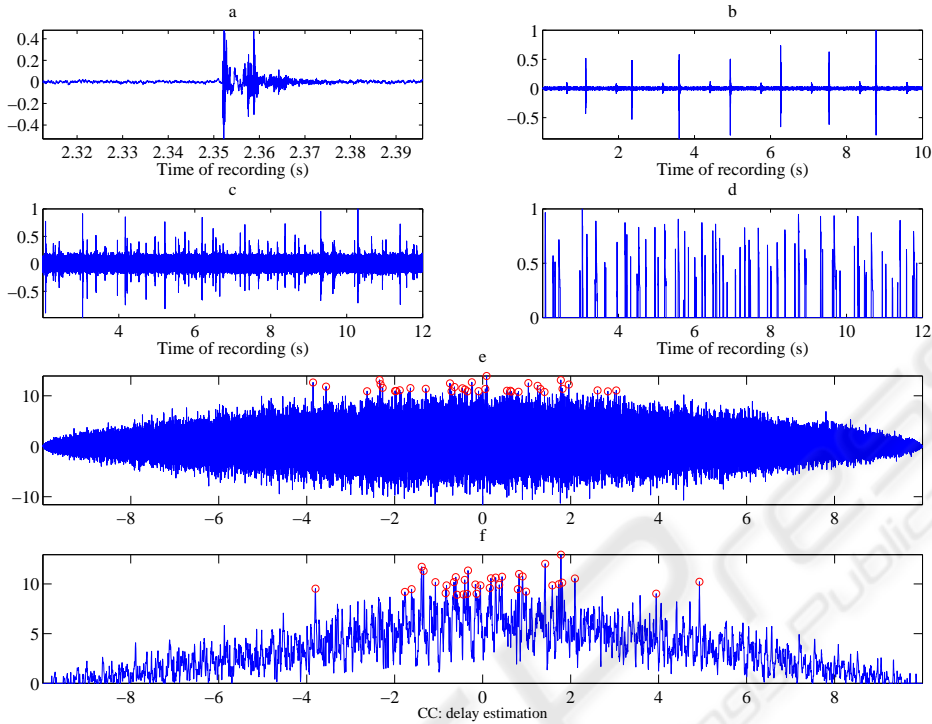 a
0.4
0.2
0
−0.2
−0.4
2.32 2.33 2.34 2.35 2.36 2.37 2.38 2.39
Time of recording (s)
b
1
0.5
0
−0.5
2 4 6 8 10
Time of recording (s)
c
1
0.5
0
−0.5
4 6 8 10 12
Time of recording (s)
d
1
0.5
0
4 6 8 10 12
Time of recording (s)
e
10
0
−10
−8 −6 −4 −2 0 2 4 6 8
f
10
5
0
−8 −6 −4 −2 0 2 4 6 8
CC: delay estimation